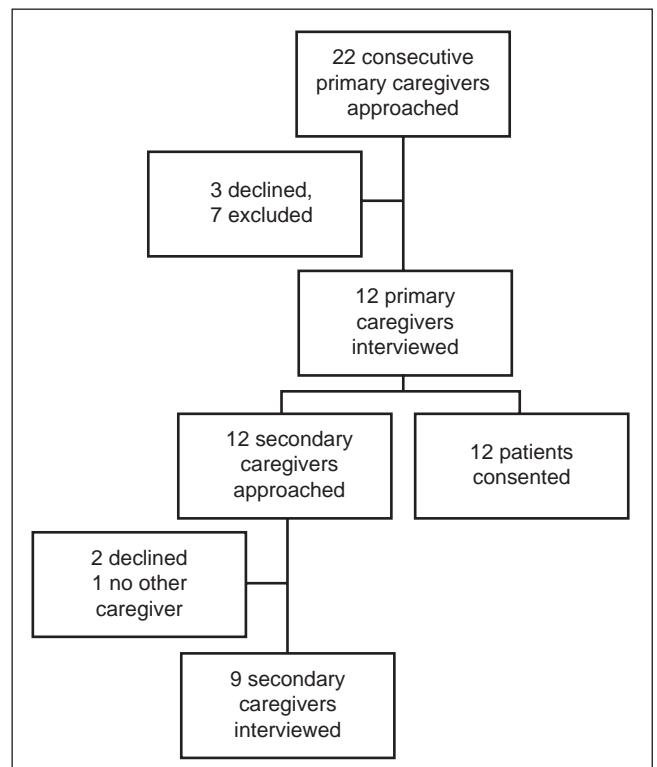 22 consecutive
primary caregivers
approached
3 declined,
7 excluded
12 primary
caregivers
interviewed
12 secondary
caregivers
approached
12 patients
consented
2 declined
1 no other
caregiver
9 secondary
caregivers
interviewed